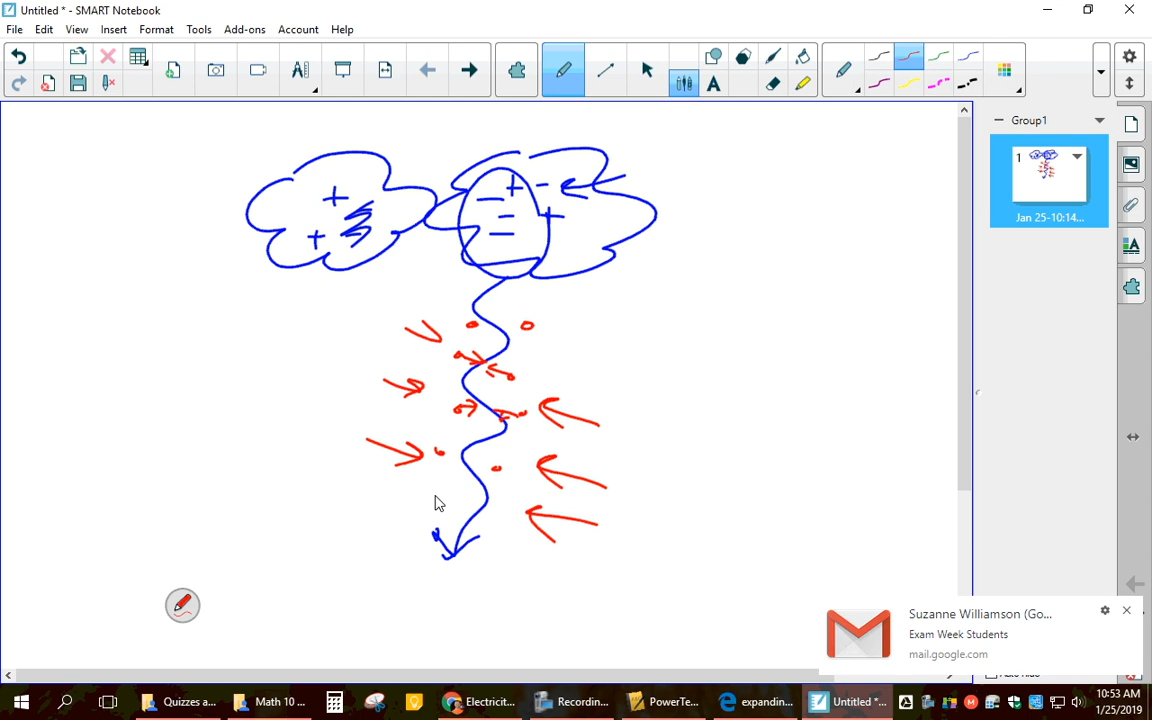 Untitled * - SMART Notebook
File Edit View Insert Format Tools Add-ons Account Help
A
Group1
1
Jan 25-10:14...
+ -
+ - +
-
+ -
Suzanne Williamson (Go...
Exam Week Students
mail.google.com
Quizzes a... Math 10 ... Electricit... Recordin... PowerTe... expandin... Untitled *...
10:53 AM
1/25/2019